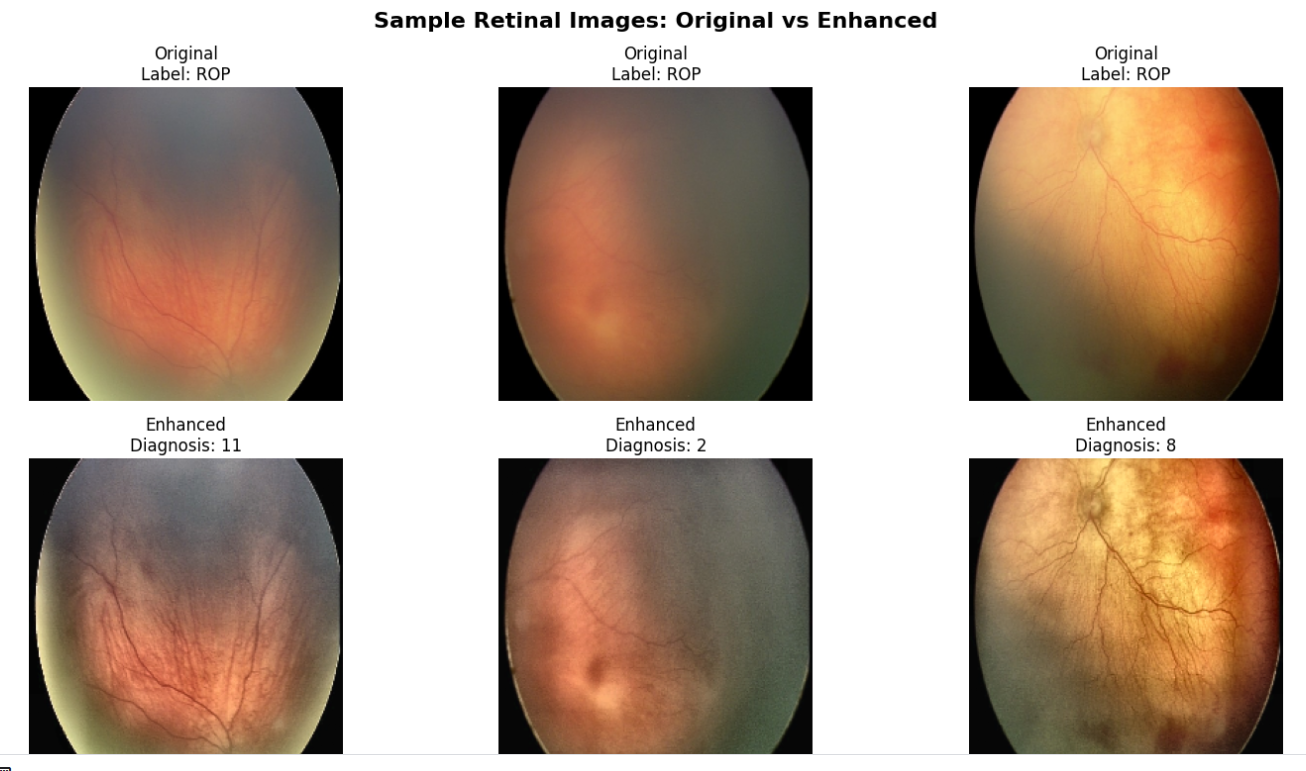 Sample Retinal Images: Original vs Enhanced
Original
Label: ROP
Original
Label: ROP
Original
Label: ROP
Enhanced
Diagnosis: 11
Enhanced
Diagnosis: 2
Enhanced
Diagnosis: 8